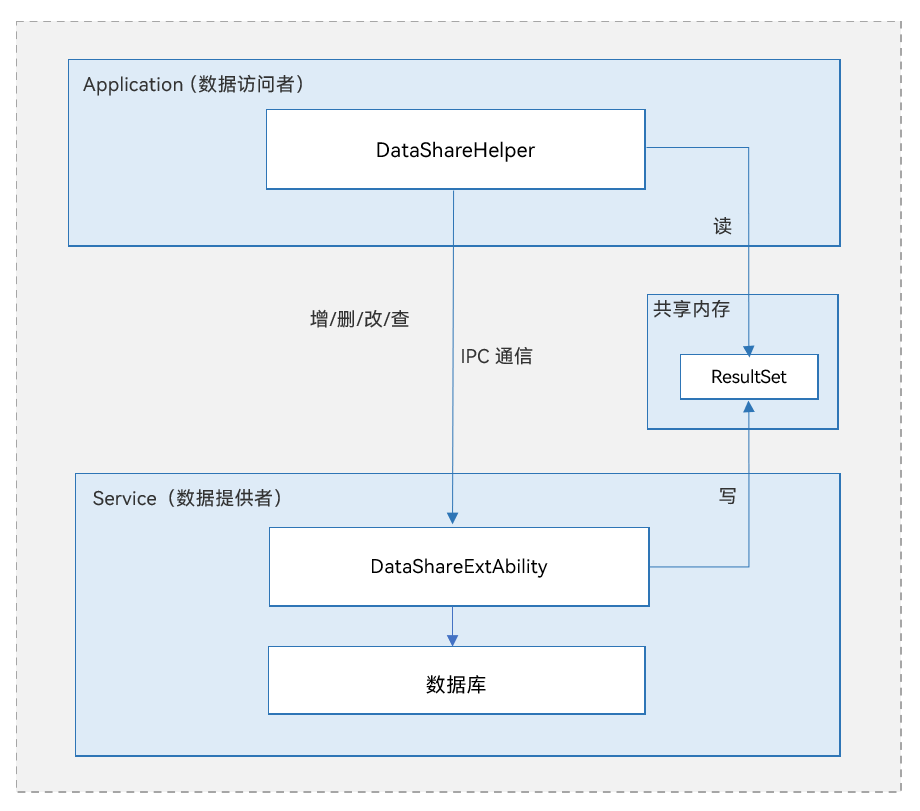 Application（数据访问者）
DataShareHelper
读
共享内存
增/删/改/查
IPC 通信
ResultSet
Service（数据提供者）
写
DataShareExtAbility
数据库